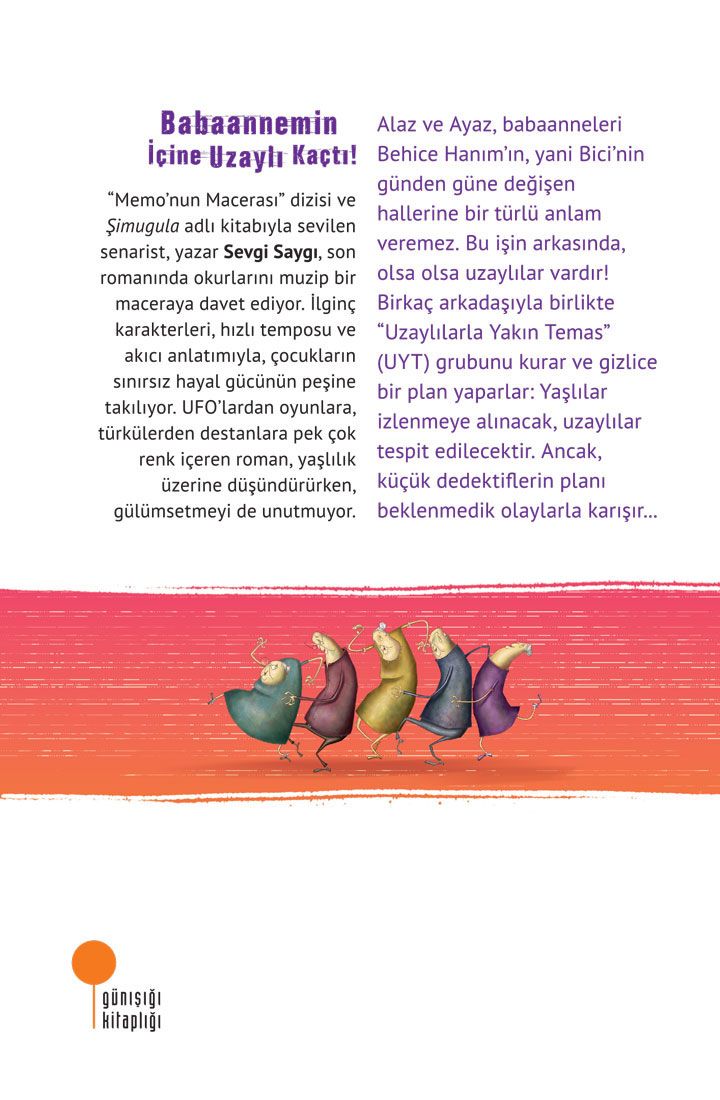 Babaannemin
İçine Uzaylı Kaçtı!
“Memo’nun Macerası” dizisi ve
Şimugula adlı kitabıyla sevilen
senarist, yazar Sevgi Saygı, son
romanında okurlarını muzip bir
maceraya davet ediyor. İlginç
karakterleri, hızlı temposu ve
akıcı anlatımıyla, çocukların
sınırsız hayal gücünün peşine
takılıyor. UFO’lardan oyunlara,
türkülerden destanlara pek çok
renk içeren roman, yaşlılık
üzerine düşündürürken,
gülümsetmeyi de unutmuyor.
Alaz ve Ayaz, babaanneleri
Behice Hanım’ın, yani Bici’nin
günden güne değişen
hallerine bir türlü anlam
veremez. Bu işin arkasında,
olsa olsa uzaylılar vardır!
Birkaç arkadaşıyla birlikte
“Uzaylılarla Yakın Temas”
(UYT) grubunu kurar ve gizlice
bir plan yaparlar: Yaşlılar
izlenmeye alınacak, uzaylılar
tespit edilecektir. Ancak,
küçük dedektiflerin planı
beklenmedik olaylarla karışır...
günışığı
kitaplığı